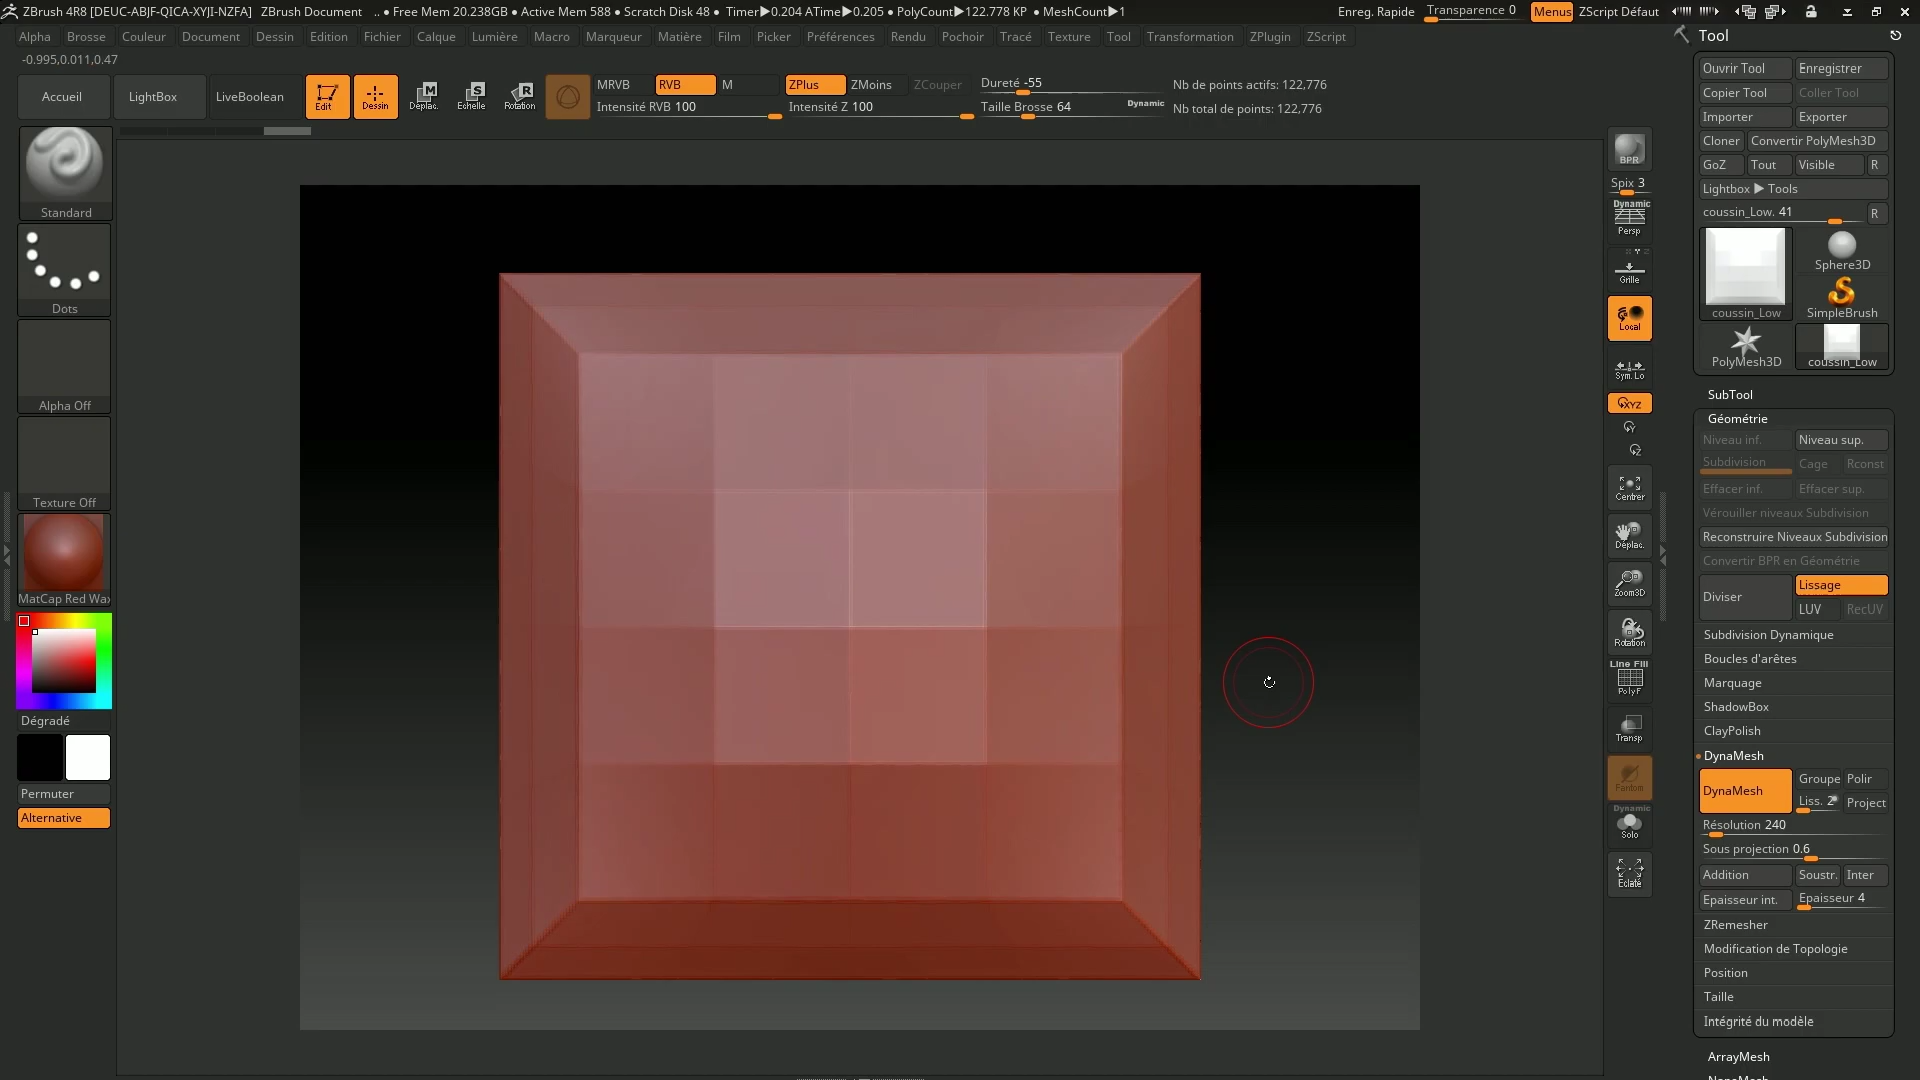 ZBrush 4R8 [DEUC-ABJF-QICA-XYJI-NZFA] ZBrush Document .. ● Free Mem 20.238GB ● Active Mem 588 ● Scratch Disk 48 ● Timer▶0.204 ATime▶0.205 ● PolyCount▶122.778 KP ● MeshCount▶1 Enreg. Rapide Transparence 0 Menus ZScript Défaut
Alpha Brosse Couleur Document Dessin Edition Fichier Calque Lumière Macro Marqueur Matière Film Picker Préférences Rendu Pochoir Tracé Texture Tool Transformation ZPlugin ZScript
-0.995,0.011,0.47
Accueil LightBox LiveBoolean Edit Dessin Déplac. Echelle Rotation
MRVB RVB M ZPlus ZMoins ZCouper Dureté -55 Nb de points actifs: 122,776
Intensité RVB 100 Intensité Z 100 Taille Brosse 64 Dynamic Nb total de points: 122,776
Standard
Dots
Alpha Off
Texture Off
MatCap Red Wax
Dégradé
Permuter
Alternative
BPR
Spix 3
Dynamic
Persp
Grille
Local
Sym. Lo
XYZ
Y
Z
Centrer
Déplac.
Zoom3D
Rotation
Line Fill
PolyF
Transp
Fantom
Dynamic
Solo
Eclaté
Tool
Ouvrir Tool Enregistrer
Copier Tool Coller Tool
Importer Exporter
Cloner Convertir PolyMesh3D
GoZ Tout Visible R
Lightbox ▶ Tools
coussin_Low. 41 R
Sphere3D
coussin_Low SimpleBrush
PolyMesh3D coussin_Low
SubTool
Géométrie
Niveau inf. Niveau sup.
Subdivision Cage Rconst
Effacer inf. Effacer sup.
Vérouiller niveaux Subdivision
Reconstruire Niveaux Subdivision
Convertir BPR en Géométrie
Diviser Lissage
LUV RecUV
Subdivision Dynamique
Boucles d'arêtes
Marquage
ShadowBox
ClayPolish
DynaMesh
DynaMesh Groupe Polir
Liss. 2 Project
Résolution 240
Sous projection 0.6
Addition Soustr. Inter
Epaisseur int. Epaisseur 4
ZRemesher
Modification de Topologie
Position
Taille
Intégrité du modèle
ArrayMesh